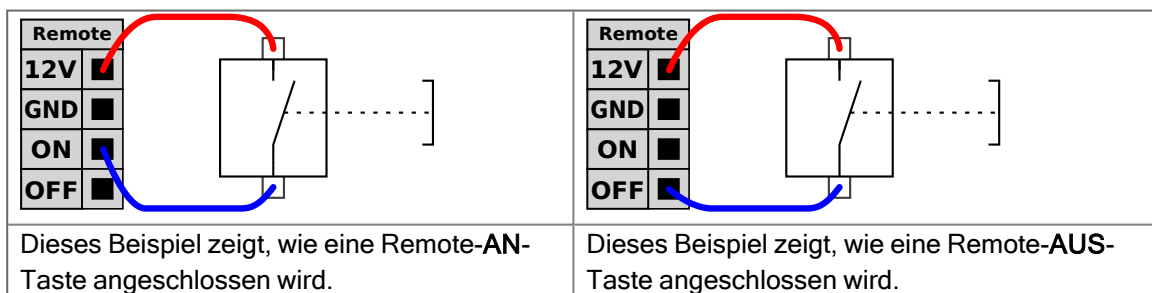 Remote
12V
GND
ON
OFF
Dieses Beispiel zeigt, wie eine Remote-AN-
Taste angeschlossen wird.
Remote
12V
GND
ON
OFF
Dieses Beispiel zeigt, wie eine Remote-AUS-
Taste angeschlossen wird.